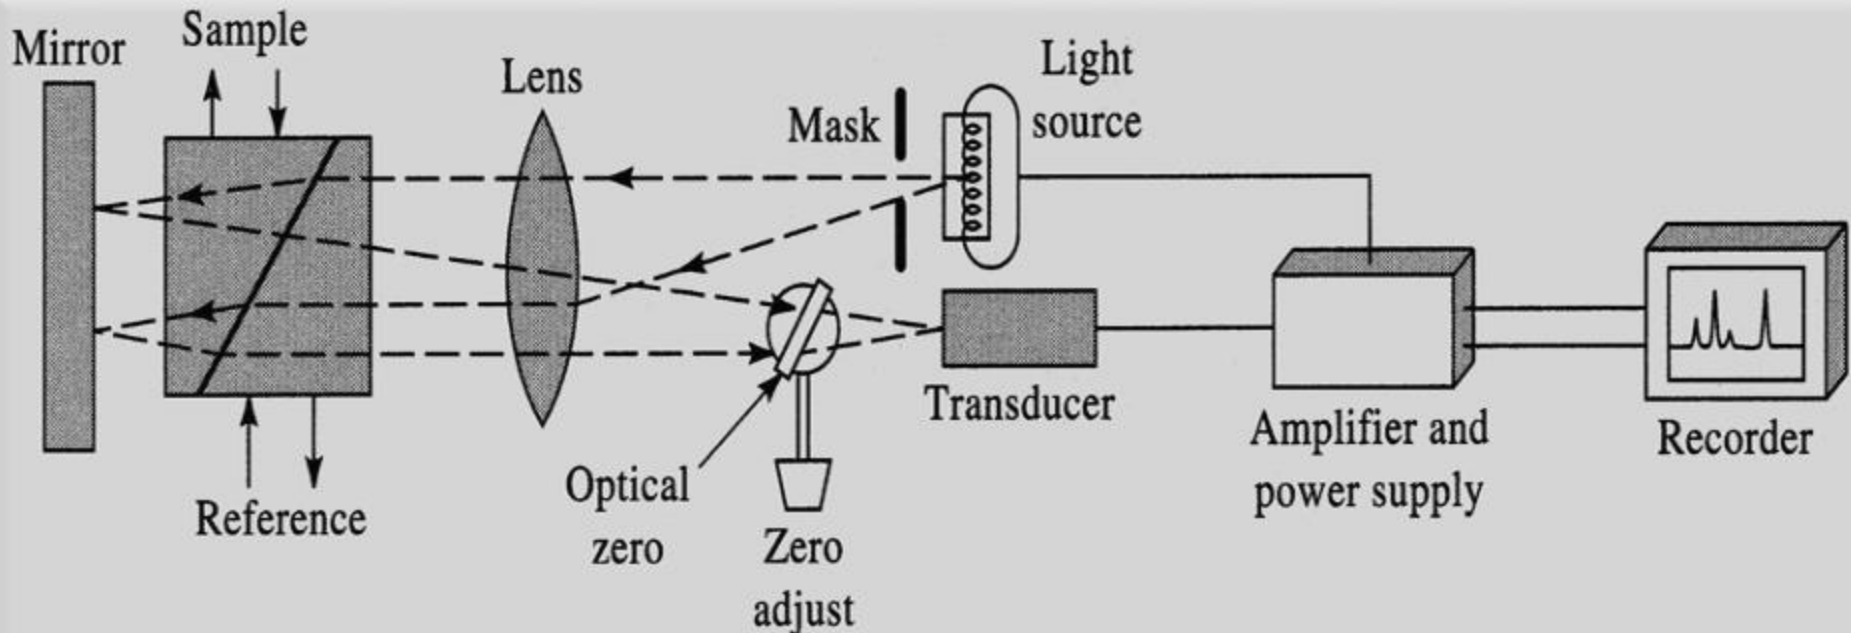 Mirror
Sample
Lens
Mask
Light
source
Transducer
Amplifier and
power supply
Recorder
Reference
Optical
zero
Zero
adjust